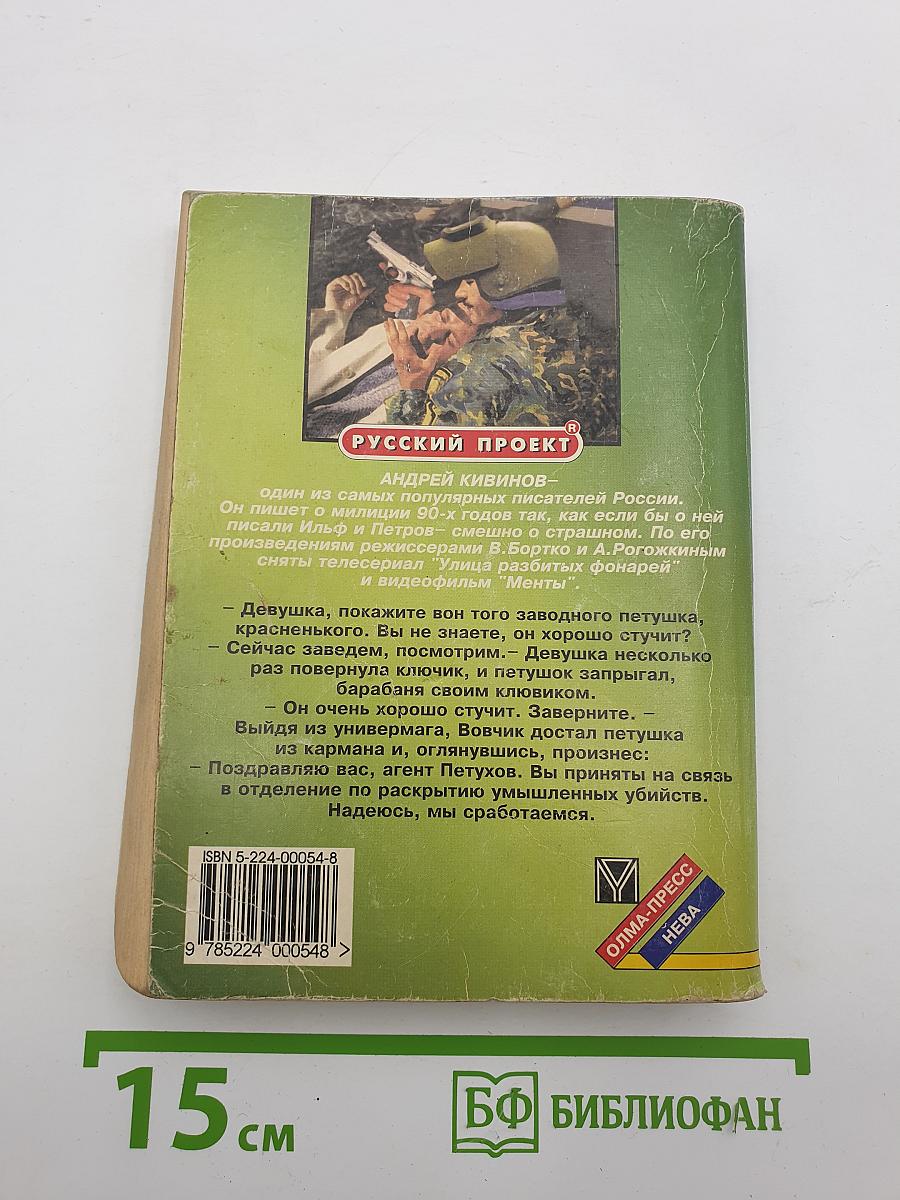 РУССКИЙ ПРОЕКТ®
АНДРЕЙ КИВИНОВ–
один из самых популярных писателей России.
Он пишет о милиции 90-х годов так, как если бы о ней
писали Ильф и Петров– смешно о страшном. По его
произведениям режиссерами В.Бортко и А.Рогожкиным
сняты телесериал "Улица разбитых фонарей"
и видеофильм "Менты".
– Девушка, покажите вон того заводного петушка,
красненького. Вы не знаете, он хорошо стучит?
– Сейчас заведем, посмотрим.– Девушка несколько
раз повернула ключик, и петушок запрыгал,
барабаня своим клювиком.
– Он очень хорошо стучит. Заверните. –
Выйдя из универмага, Вовчик достал петушка
из кармана и, оглянувшись, произнес:
– Поздравляю вас, агент Петухов. Вы приняты на связь
в отделение по раскрытию умышленных убийств.
Надеюсь, мы сработаемся.
ISBN 5-224-00054-8
9 785224 000548 >
ОЛМА-ПРЕСС
НЕВА
15 см
БФ БИБЛИОФАН